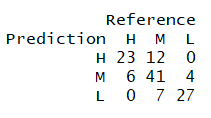 Reference
Prediction H M L
H 23 12 0
M 6 41 4
L 0 7 27